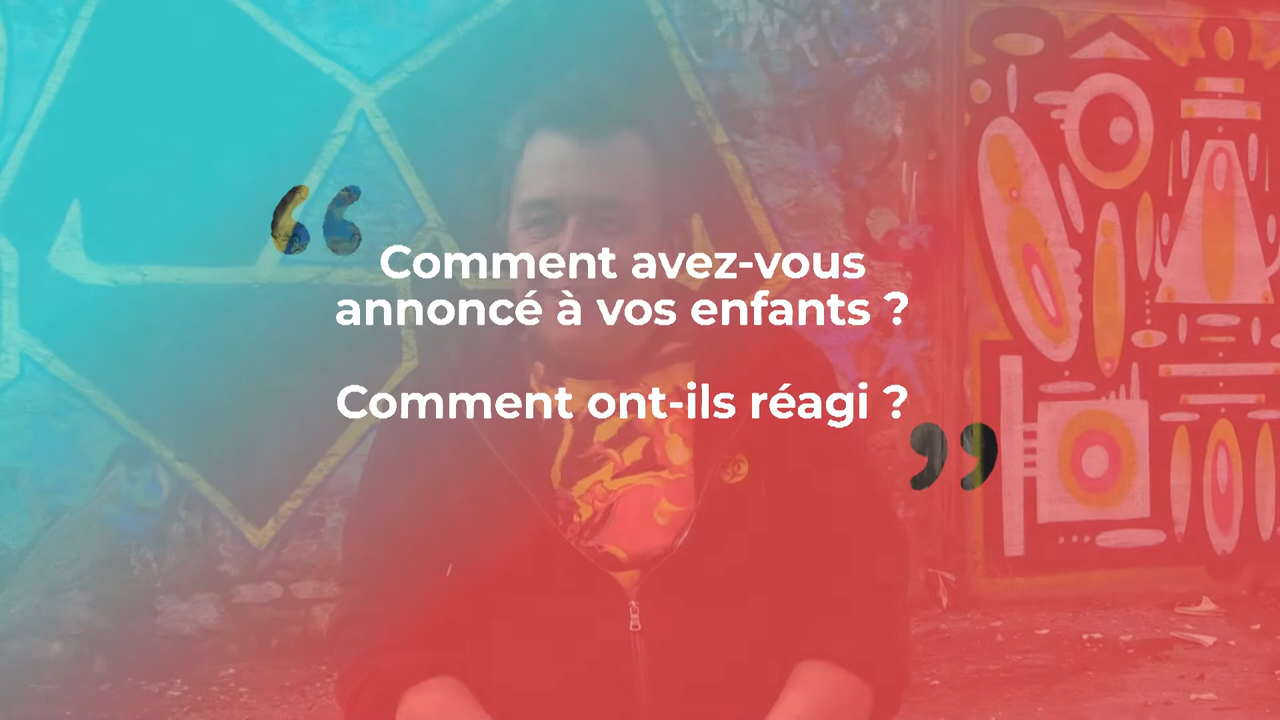 Comment avez-vous
annoncé à vos enfants ?
Comment ont-ils réagi ?